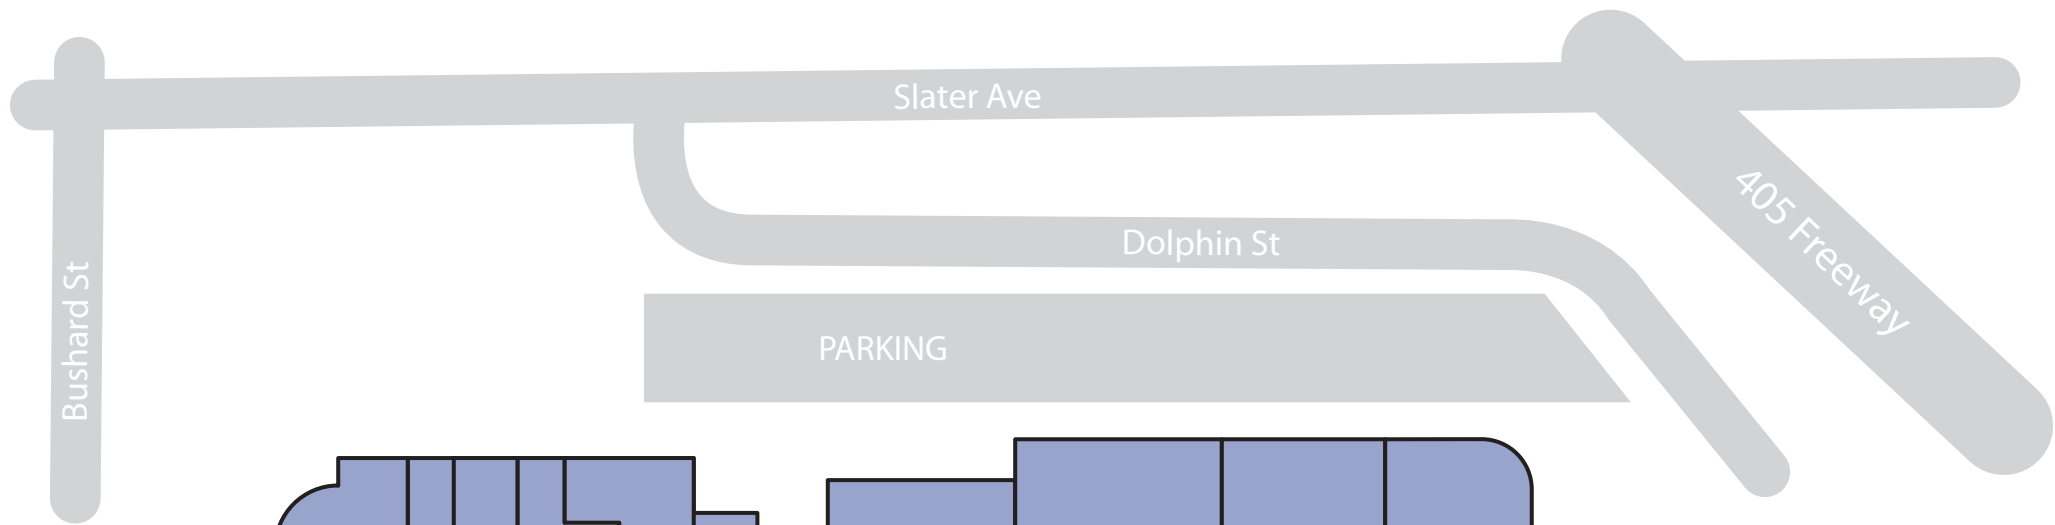 Slater Ave
405 Freeway
Dolphin St
Bushard St
PARKING